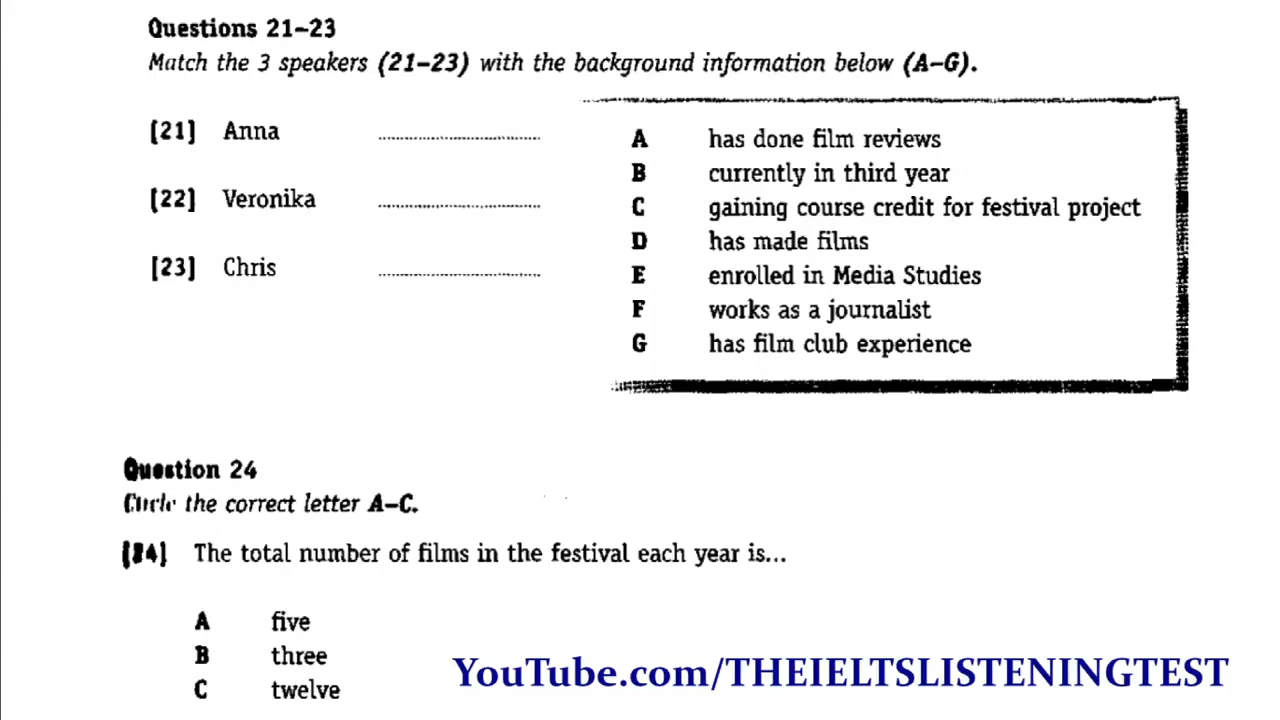 Questions 21–23
Match the 3 speakers (21–23) with the background information below (A–G).
[21] Anna ........................................
[22] Veronika ........................................
[23] Chris ........................................
A has done film reviews
B currently in third year
C gaining course credit for festival project
D has made films
E enrolled in Media Studies
F works as a journalist
G has film club experience
Question 24
Circle the correct letter A–C.
[24] The total number of films in the festival each year is...
A five
B three
C twelve
YouTube.com/THEIELTSLISTENINGTEST